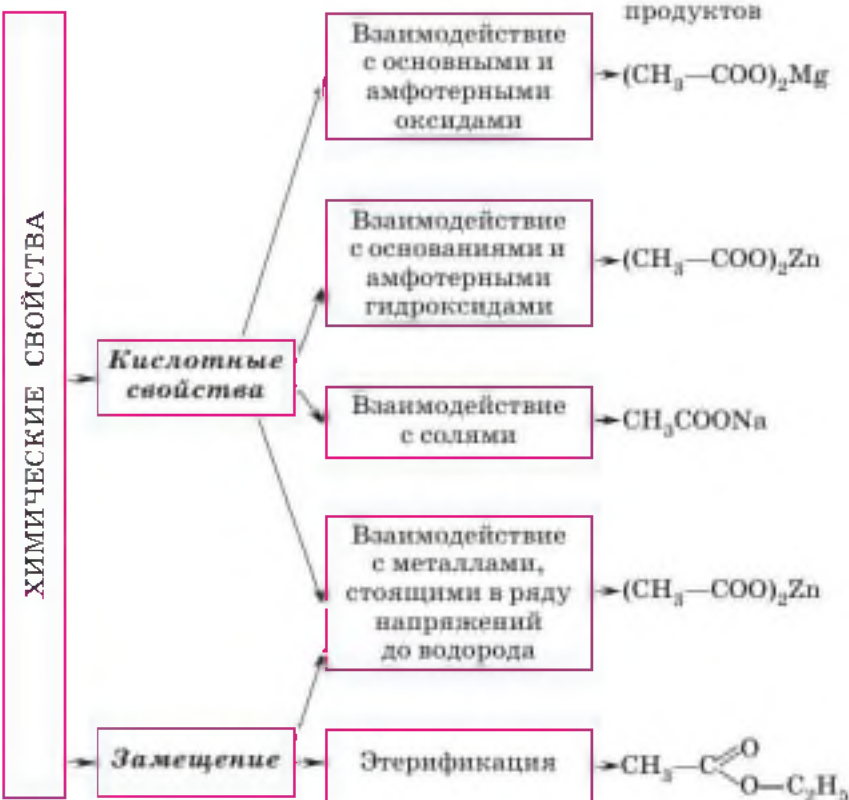 продуктов
ХИМИЧЕСКИЕ СВОЙСТВА
Кислотные
свойства
Взаимодействие
с основными и
амфотерными
оксидами
(CH₃—COO)₂Mg
Взаимодействие
с основаниями и
амфотерными
гидроксидами
(CH₃—COO)₂Zn
Взаимодействие
с солями
CH₃COONa
Взаимодействие
с металлами,
стоящими в ряду
напряжений
до водорода
(CH₃—COO)₂Zn
Замещение
Этерификация
O
CH₃—C
O—C₂H₅